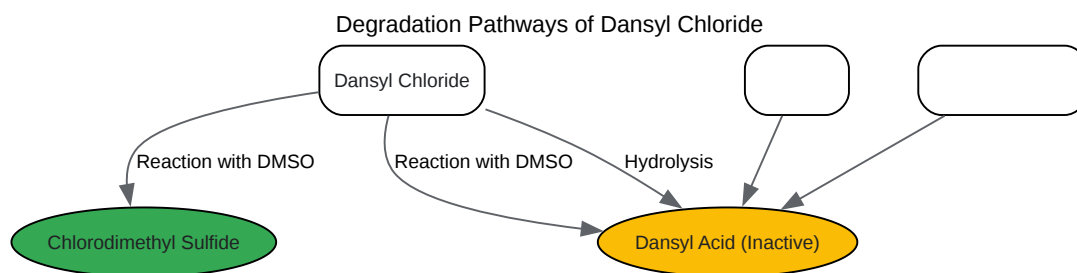 Degradation Pathways of Dansyl Chloride
Dansyl Chloride
Reaction with DMSO
Reaction with DMSO
Hydrolysis
Chlorodimethyl Sulfide
Dansyl Acid (Inactive)